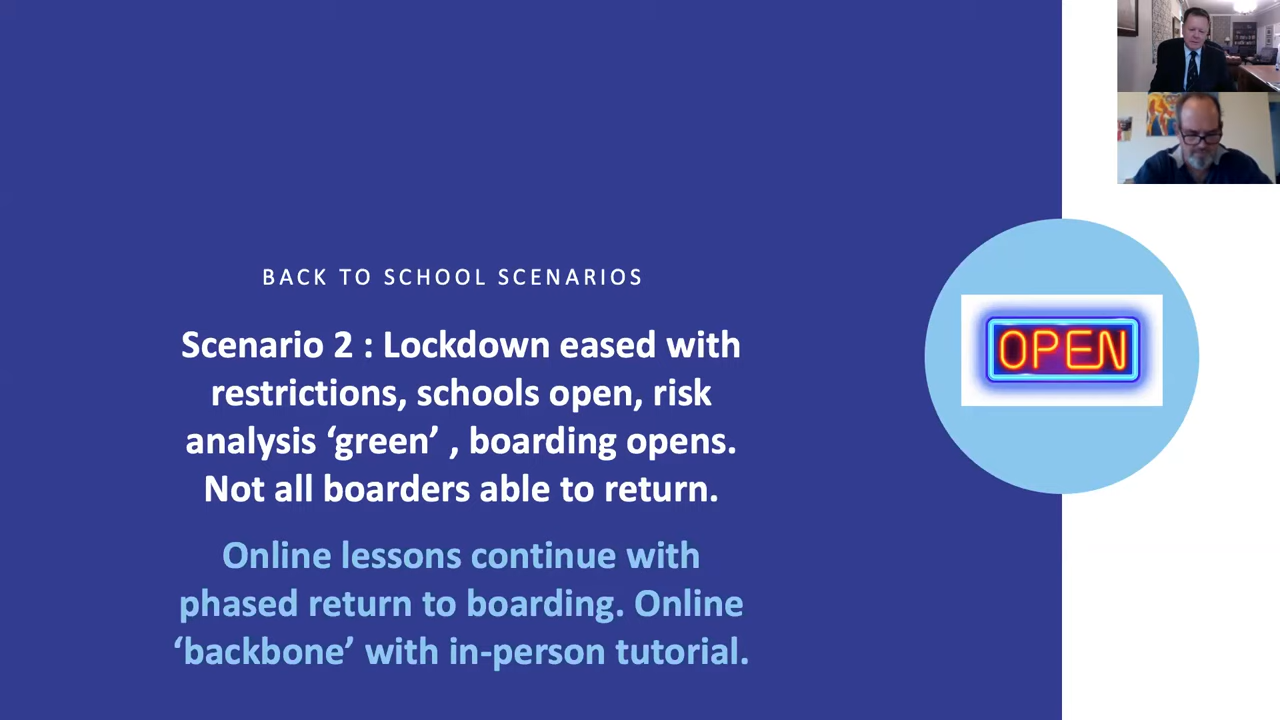 BACK TO SCHOOL SCENARIOS
Scenario 2 : Lockdown eased with
restrictions, schools open, risk
analysis ‘green’ , boarding opens.
Not all boarders able to return.
Online lessons continue with
phased return to boarding. Online
‘backbone’ with in-person tutorial.
OPEN